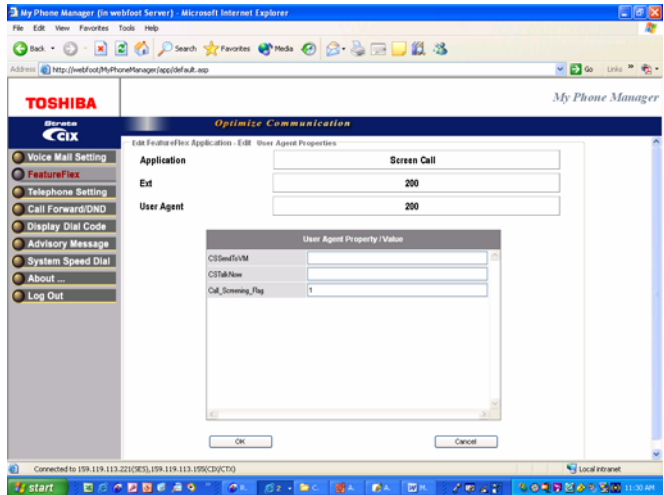 My Phone Manager (in webfoot Server) - Microsoft Internet Explorer
File Edit View Favorites Tools Help
Back Search Favorites Media
Address http://webfoot/MyPhoneManager/app/default.asp Go Links »
TOSHIBA
My Phone Manager
Strata
CIX
Optimize Communication
Voice Mail Setting
FeatureFlex
Telephone Setting
Call Forward/DND
Display Dial Code
Advisory Message
System Speed Dial
About ...
Log Out
Edit FeatureFlex Application - Edit User Agent Properties
Application Screen Call
Ext 200
User Agent 200
User Agent Property / Value
CSSendToVM
CSTalkNow
Call_Screening_Flag 1
OK Cancel
Connected to 159.119.113.221(SES),159.119.113.155(CDI/CTI) Local intranet
start 11:30 AM